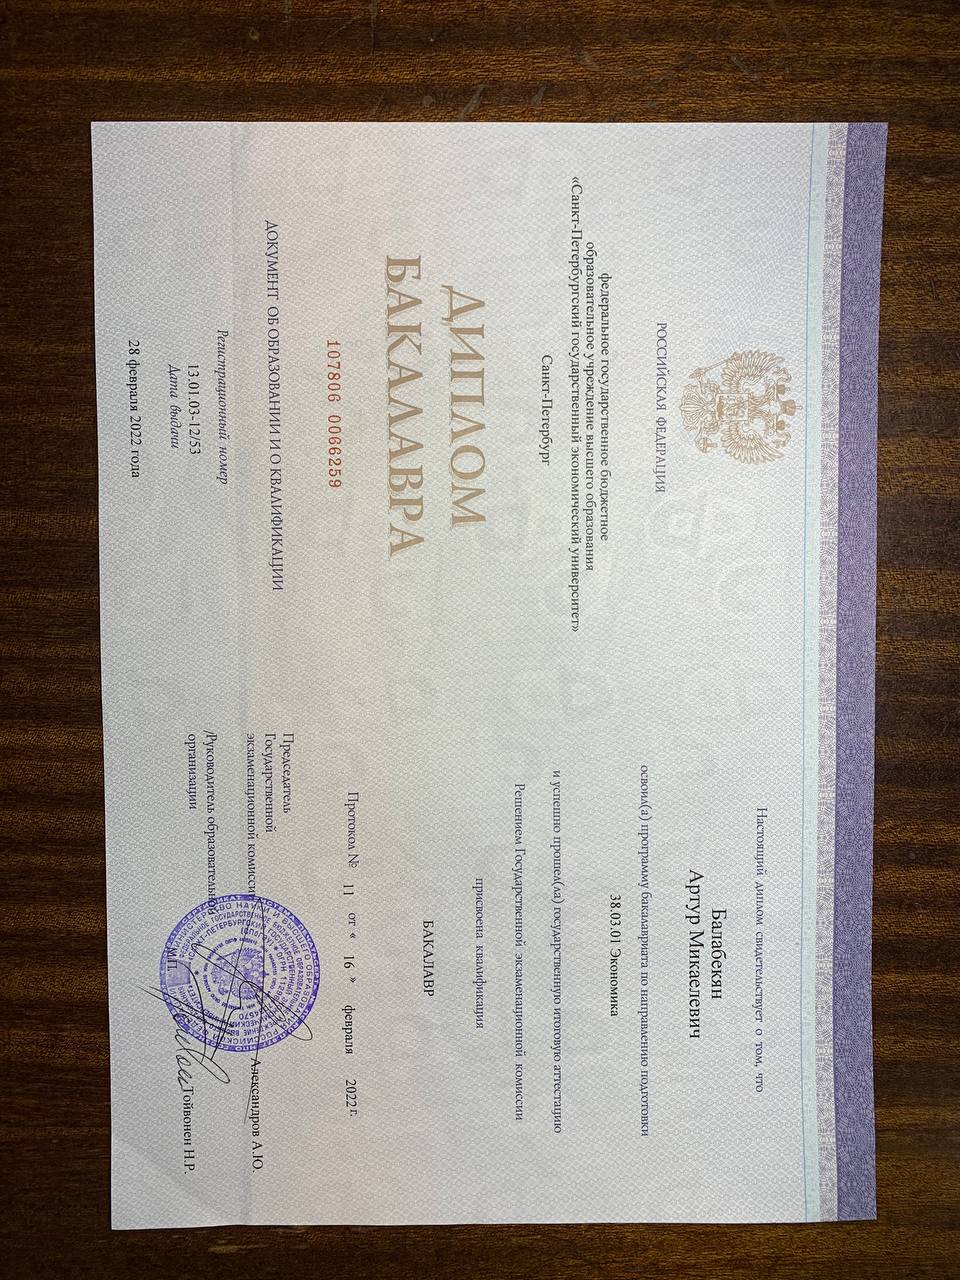 РОССИЙСКАЯ ФЕДЕРАЦИЯ
федеральное государственное бюджетное
образовательное учреждение высшего образования
«Санкт-Петербургский государственный экономический университет»
Санкт-Петербург
ДИПЛОМ
БАКАЛАВРА
107806 0066259
ДОКУМЕНТ ОБ ОБРАЗОВАНИИ И О КВАЛИФИКАЦИИ
Регистрационный номер
13.01.03-12/53
Дата выдачи
28 февраля 2022 года
Настоящий диплом свидетельствует о том, что
Балабекян
Артур Микаелевич
освоил(а) программу бакалавриата по направлению подготовки
38.03.01 Экономика
и успешно прошел(ла) государственную итоговую аттестацию
Решением Государственной экзаменационной комиссии
присвоена квалификация
БАКАЛАВР
Протокол № 11 от « 16 » февраля 2022 г.
Председатель
Государственной
экзаменационной комиссии Александров А.Ю.
/Руководитель образовательной
организации Тойвонен Н.Р.
М.П.